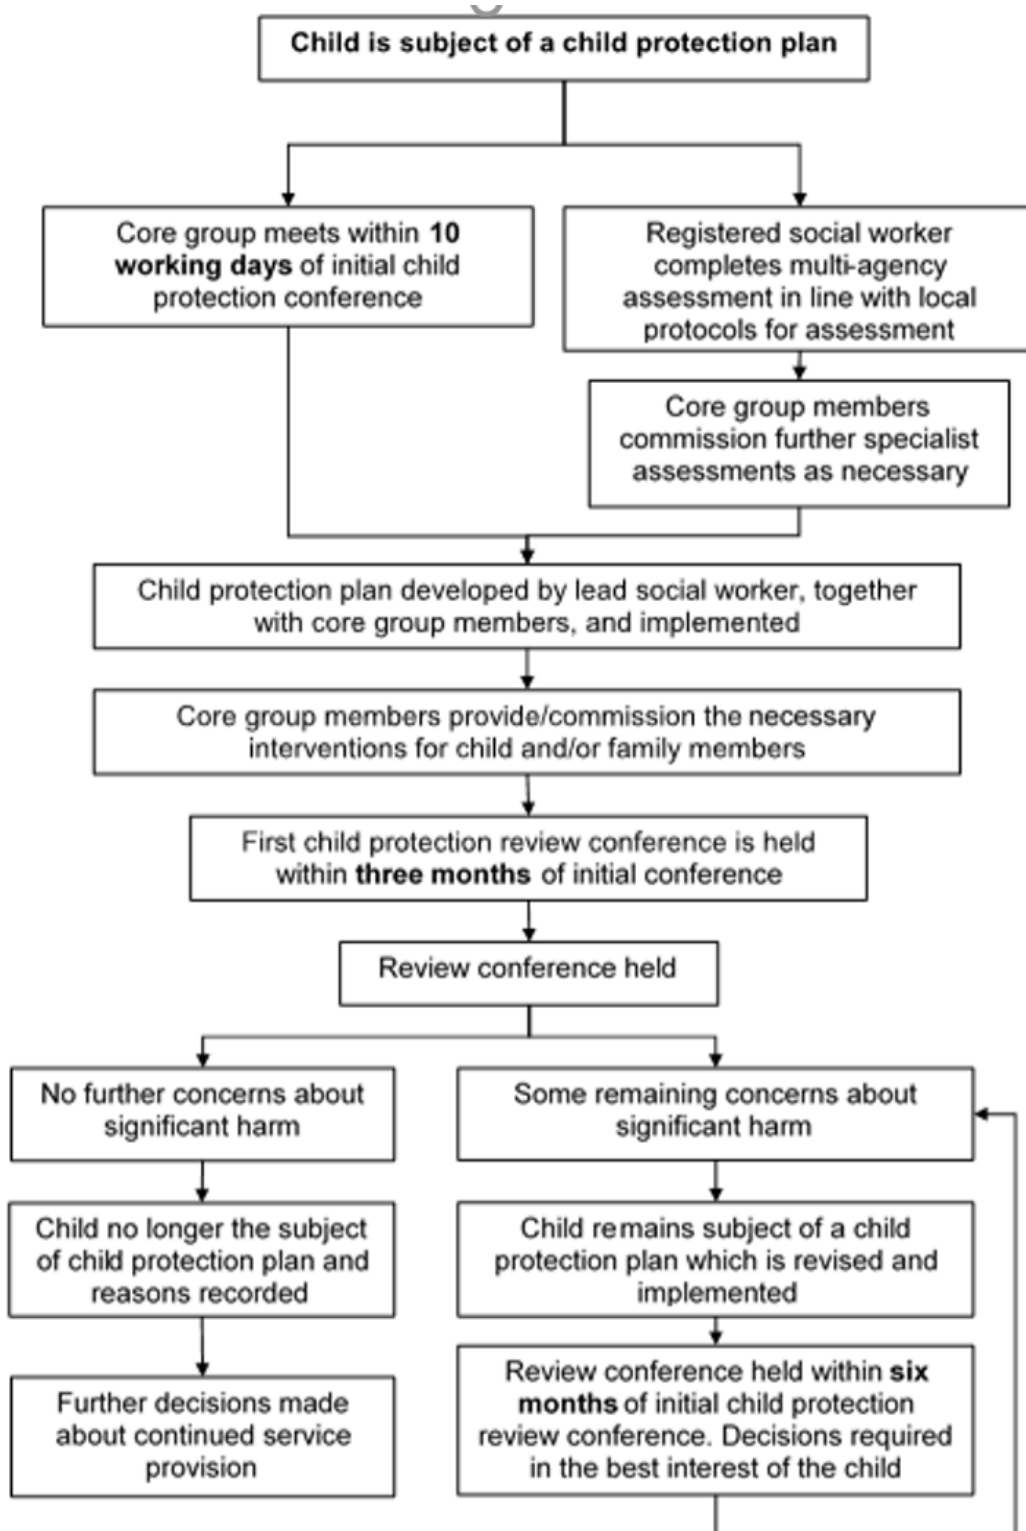 Child is subject of a child protection plan
Core group meets within 10
working days of initial child
protection conference
Registered social worker
completes multi-agency
assessment in line with local
protocols for assessment
Core group members
commission further specialist
assessments as necessary
Child protection plan developed by lead social worker, together
with core group members, and implemented
Core group members provide/commission the necessary
interventions for child and/or family members
First child protection review conference is held
within three months of initial conference
Review conference held
No further concerns about
significant harm
Some remaining concerns about
significant harm
Child no longer the subject
of child protection plan and
reasons recorded
Child remains subject of a child
protection plan which is revised and
implemented
Further decisions made
about continued service
provision
Review conference held within six
months of initial child protection
review conference. Decisions required
in the best interest of the child